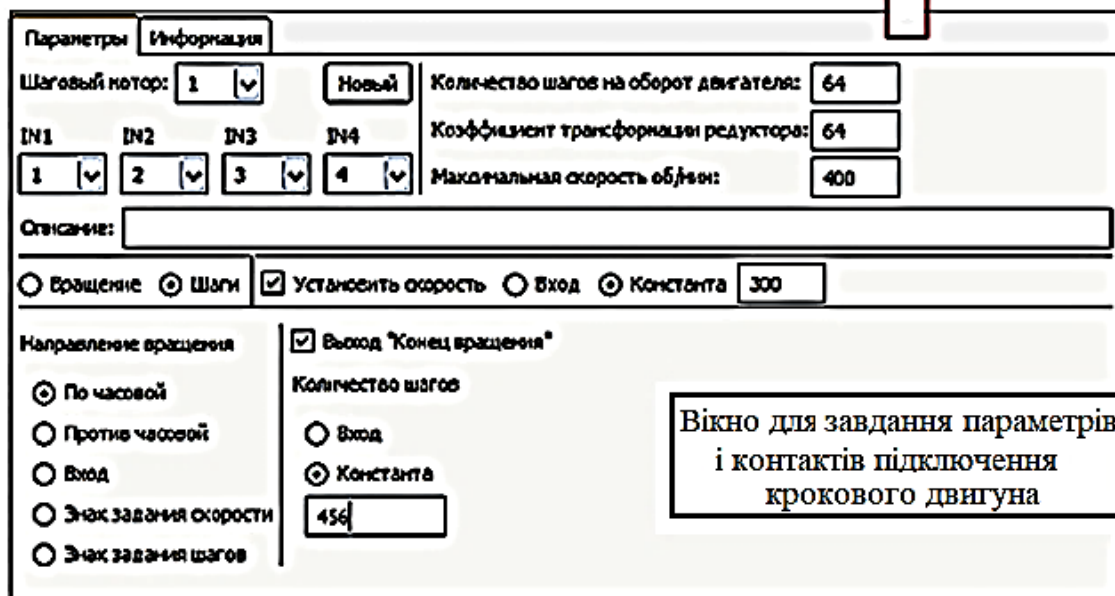 Параметры Информация
Шаговый мотор: 1 Новый
Количество шагов на оборот двигателя: 64
IN1 IN2 IN3 IN4
Коэффициент трансформации редуктора: 64
1 2 3 4
Максимальная скорость об/мин: 400
Описание:
Вращение Шаги Установить скорость Вход Константа 300
Направление вращения
По часовой
Против часовой
Вход
Знак задания скорости
Знак задания шагов
Выход "Конец вращения"
Количество шагов
Вход
Константа
456
Вікно для завдання параметрів
і контактів підключення
крокового двигуна